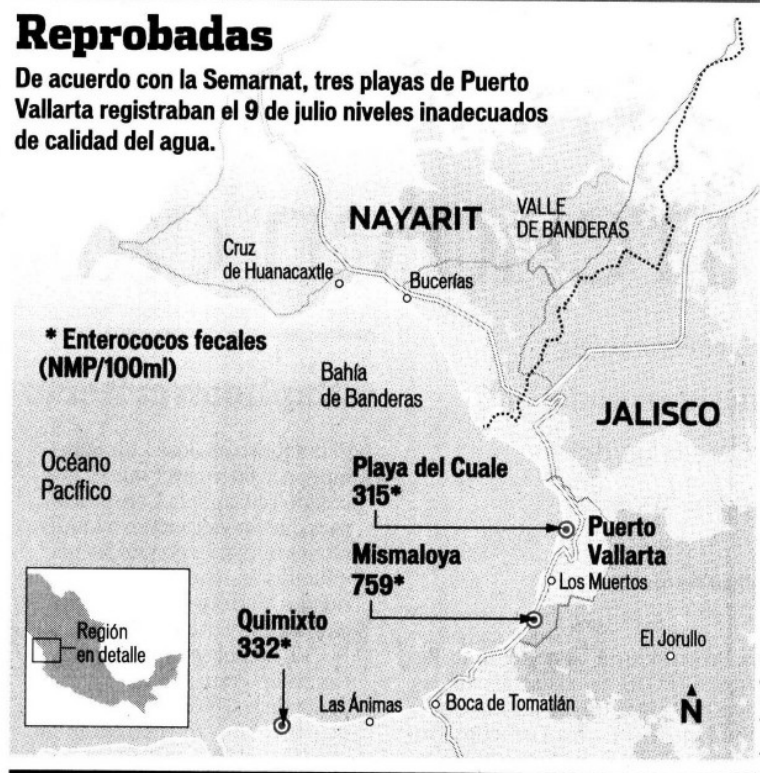 Reprobadas
De acuerdo con la Semarnat, tres playas de Puerto
Vallarta registraban el 9 de julio niveles inadecuados
de calidad del agua.
NAYARIT
VALLE
DE BANDERAS
Cruz
de Huanacaxtle
Bucerías
* Enterococos fecales
(NMP/100ml)
Bahía
de Banderas
JALISCO
Océano
Pacífico
Playa del Cuale
315*
Puerto
Vallarta
Mismaloya
759*
Los Muertos
Quimixto
332*
Región
en detalle
El Jorullo
Las Ánimas
Boca de Tomatlán
N